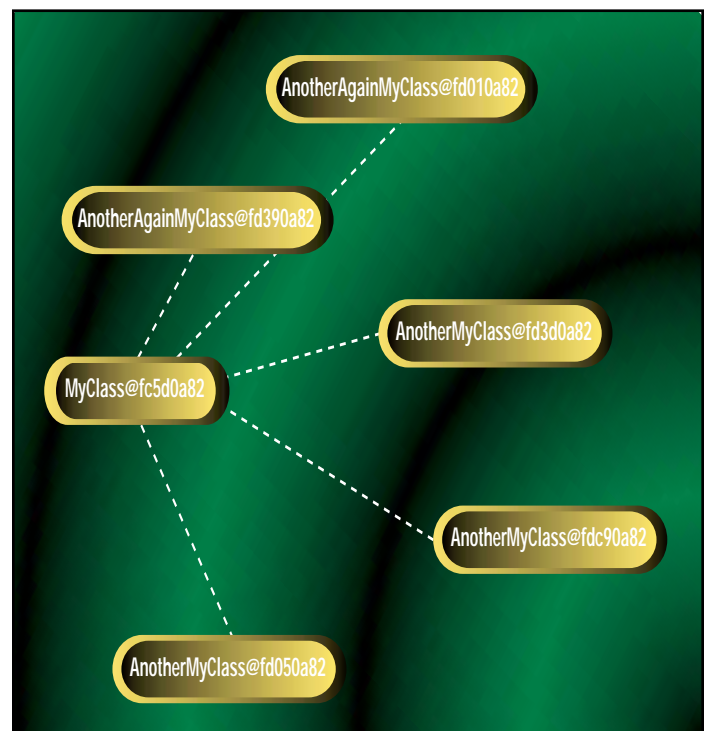 AnotherAgainMyClass@fd010a82
AnotherAgainMyClass@fd390a82
AnotherMyClass@fd3d0a82
MyClass@fc5d0a82
AnotherMyClass@fdc90a82
AnotherMyClass@fd050a82